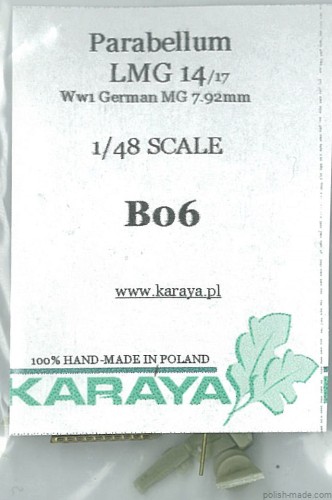 Parabellum
LMG 14/17
Ww1 German MG 7.92mm
1/48 SCALE
B06
www.karaya.pl
100% HAND-MADE IN POLAND
KARAYA
polish-made.com